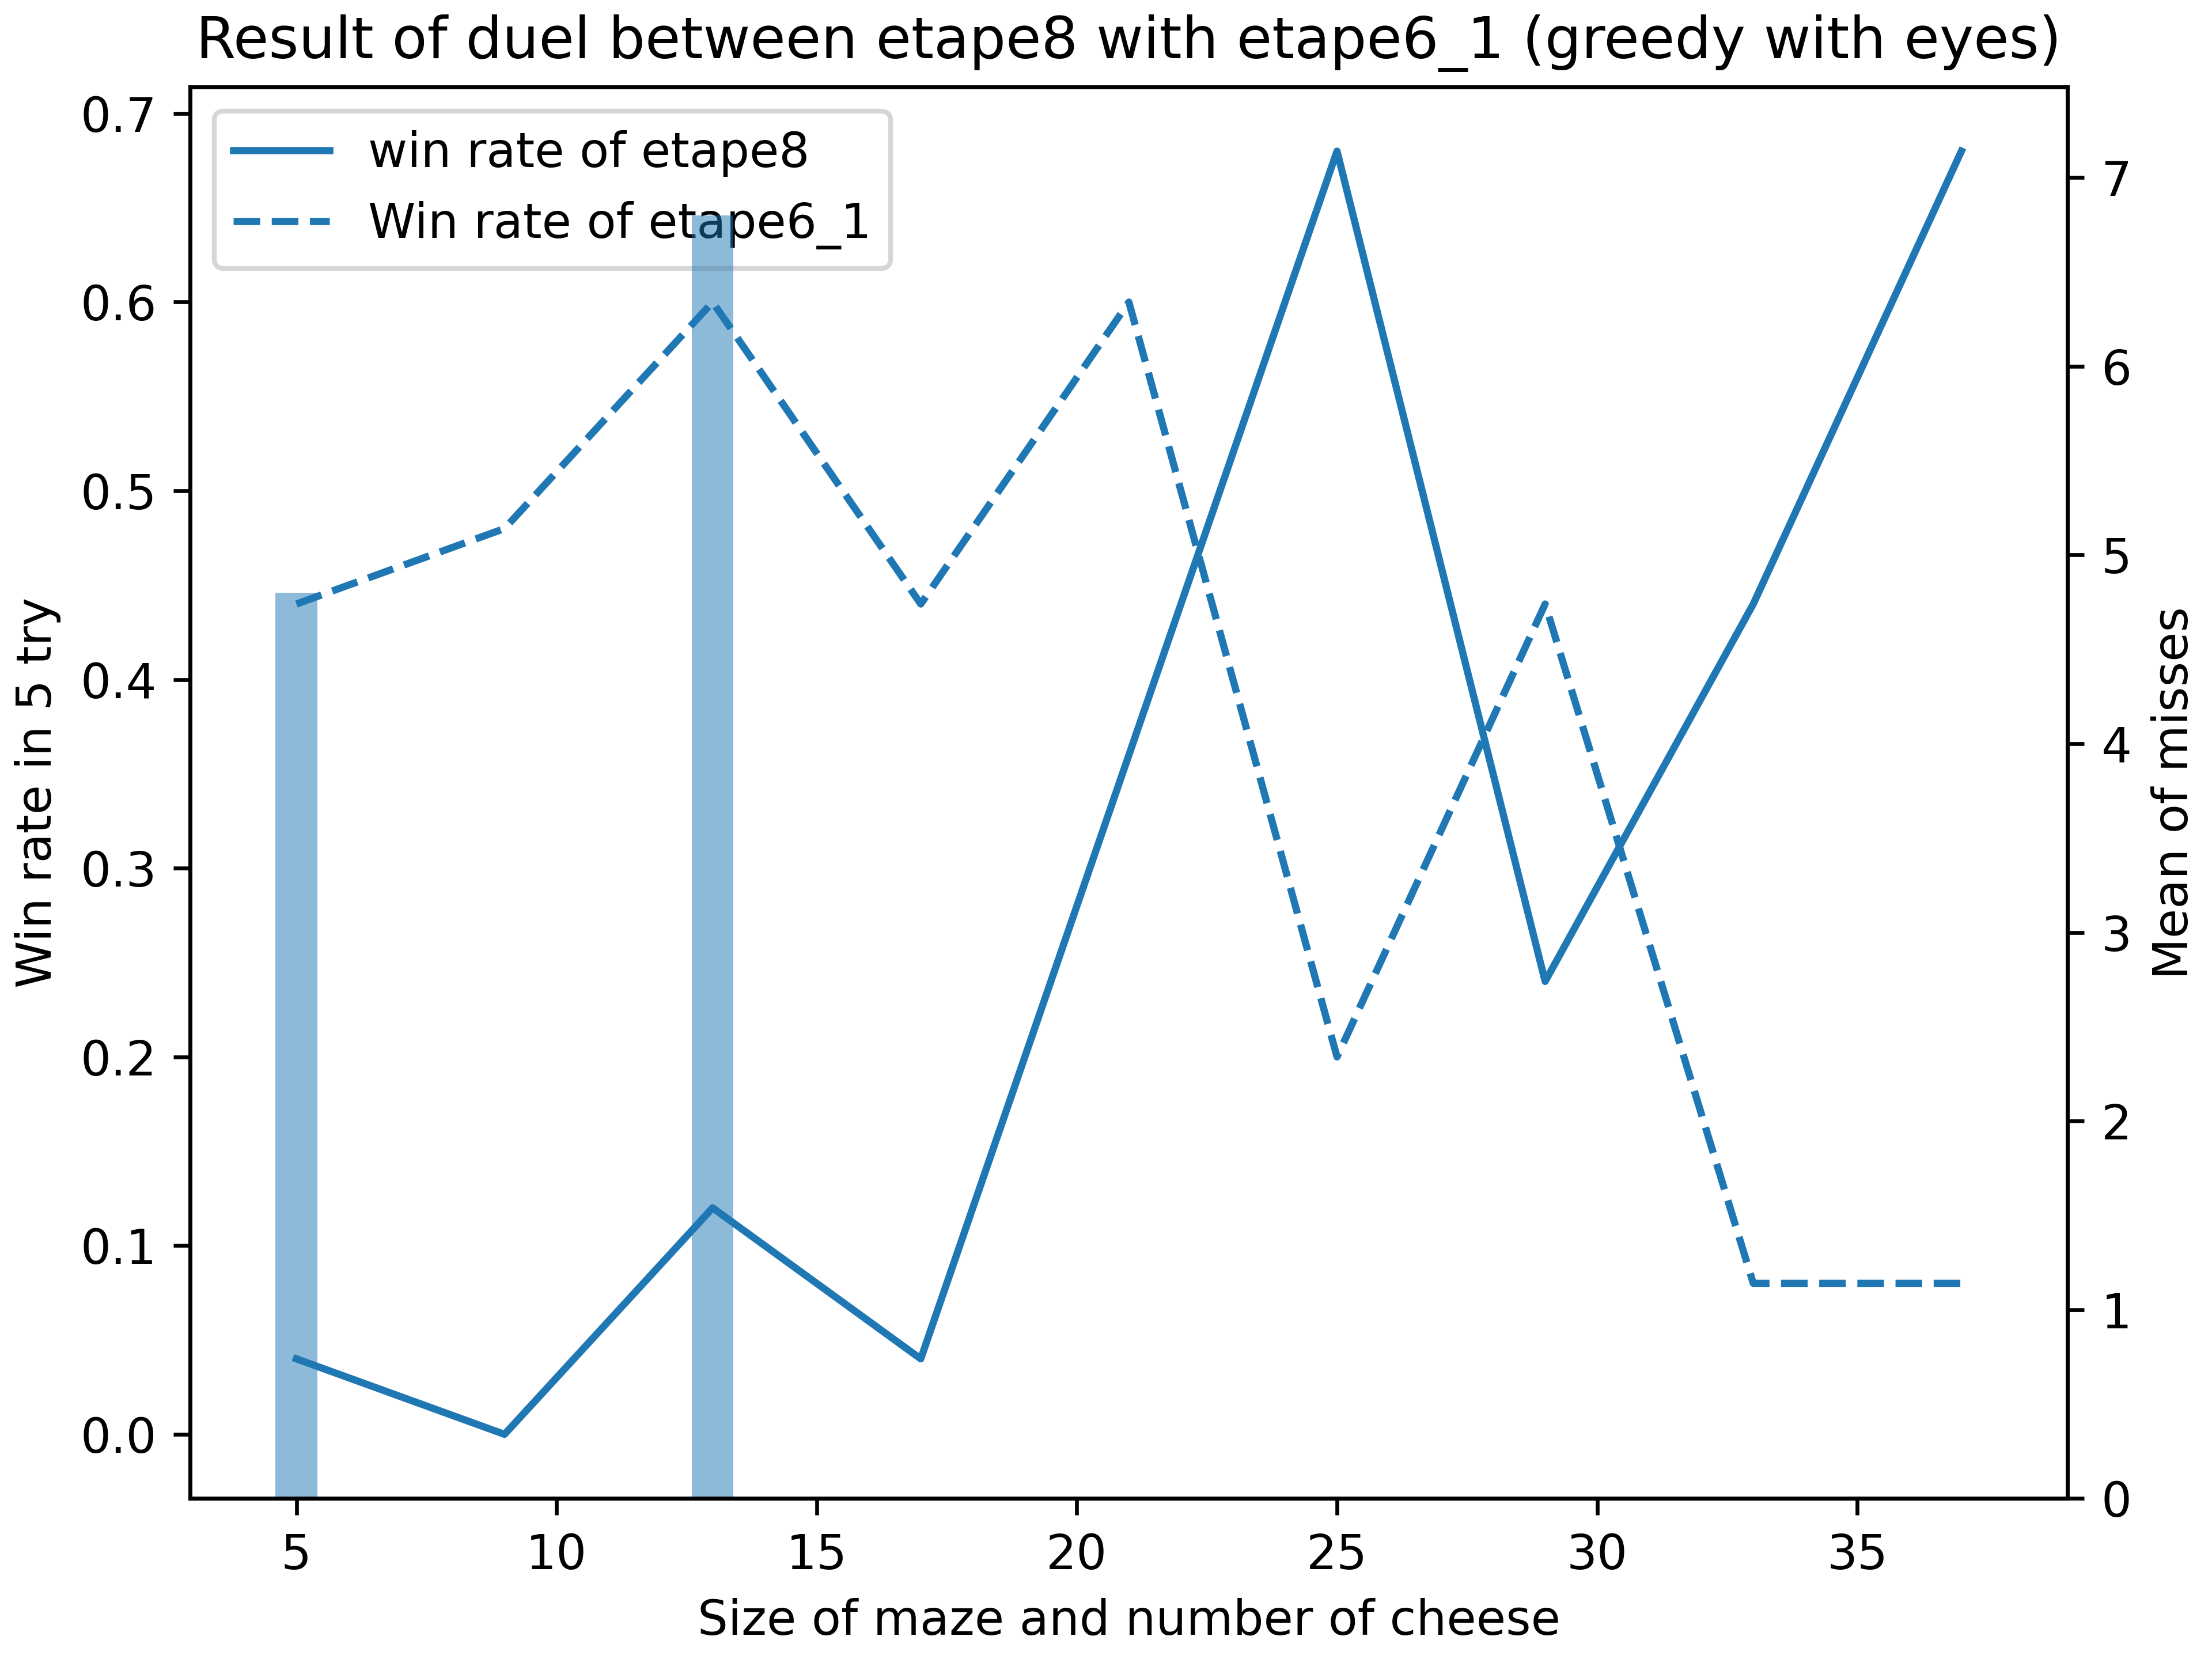 Result of duel between etape8 with etape6_1 (greedy with eyes)
win rate of etape8
Win rate of etape6_1
0.7
0.6
0.5
0.4
0.3
0.2
0.1
0.0
Win rate in 5 try
7
6
5
4
3
2
1
0
Mean of misses
5 10 15 20 25 30 35
Size of maze and number of cheese